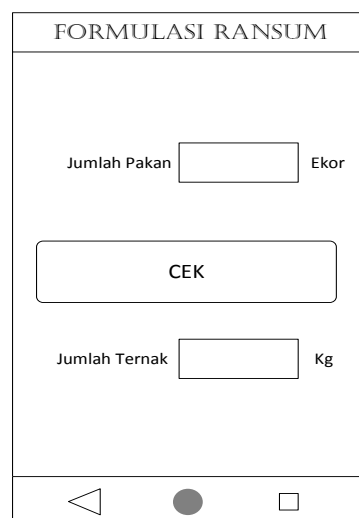 FORMULASI RANSUM
Jumlah Pakan Ekor
CEK
Jumlah Ternak Kg